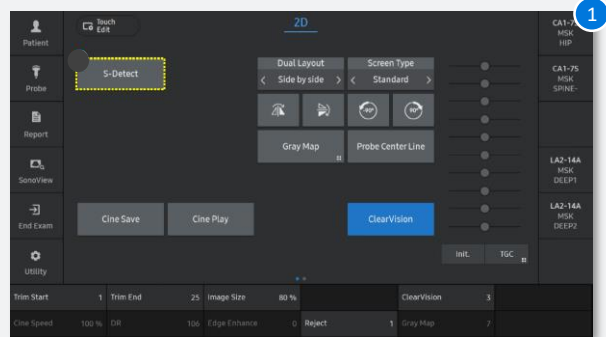 1
Patient
Probe
Report
SonoView
End Exam
Utility
Touch
Edit
2D
S-Detect
Dual Layout
Side by side
Screen Type
Standard
-90°
90°
Gray Map
Probe Center Line
Cine Save
Cine Play
ClearVision
Init.
TGC
CA1-7S
MSK
HIP
CA1-7S
MSK
SPINE-
LA2-14A
MSK
DEEP1
LA2-14A
MSK
DEEP2
Trim Start 1 Trim End 25 Image Size 80 % ClearVision 3
Cine Speed 100 % DR 106 Edge Enhance 0 Reject 1 Gray Map 7